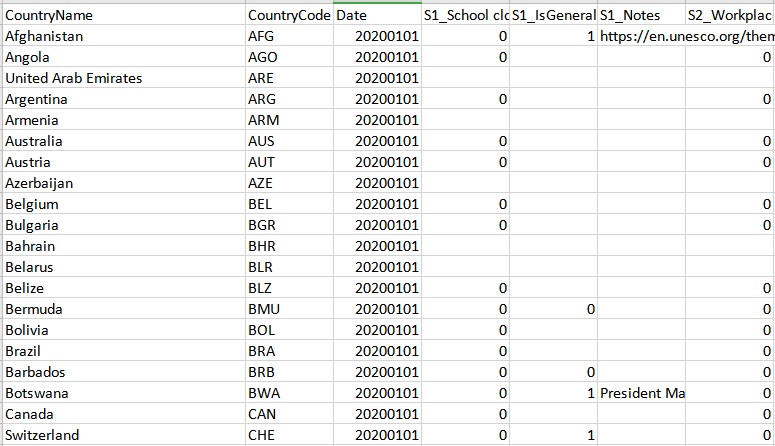 CountryName CountryCode Date S1_School clo S1_IsGeneral S1_Notes S2_Workplac
Afghanistan AFG 20200101 0 1 https://en.unesco.org/them 0
Angola AGO 20200101 0 0
United Arab Emirates ARE 20200101
Argentina ARG 20200101 0 0
Armenia ARM 20200101
Australia AUS 20200101 0 0
Austria AUT 20200101 0 0
Azerbaijan AZE 20200101
Belgium BEL 20200101 0 0
Bulgaria BGR 20200101 0 0
Bahrain BHR 20200101
Belarus BLR 20200101
Belize BLZ 20200101 0 0
Bermuda BMU 20200101 0 0 0
Bolivia BOL 20200101 0 0
Brazil BRA 20200101 0 0
Barbados BRB 20200101 0 0 0
Botswana BWA 20200101 0 1 President Ma 0
Canada CAN 20200101 0 0
Switzerland CHE 20200101 0 1 0